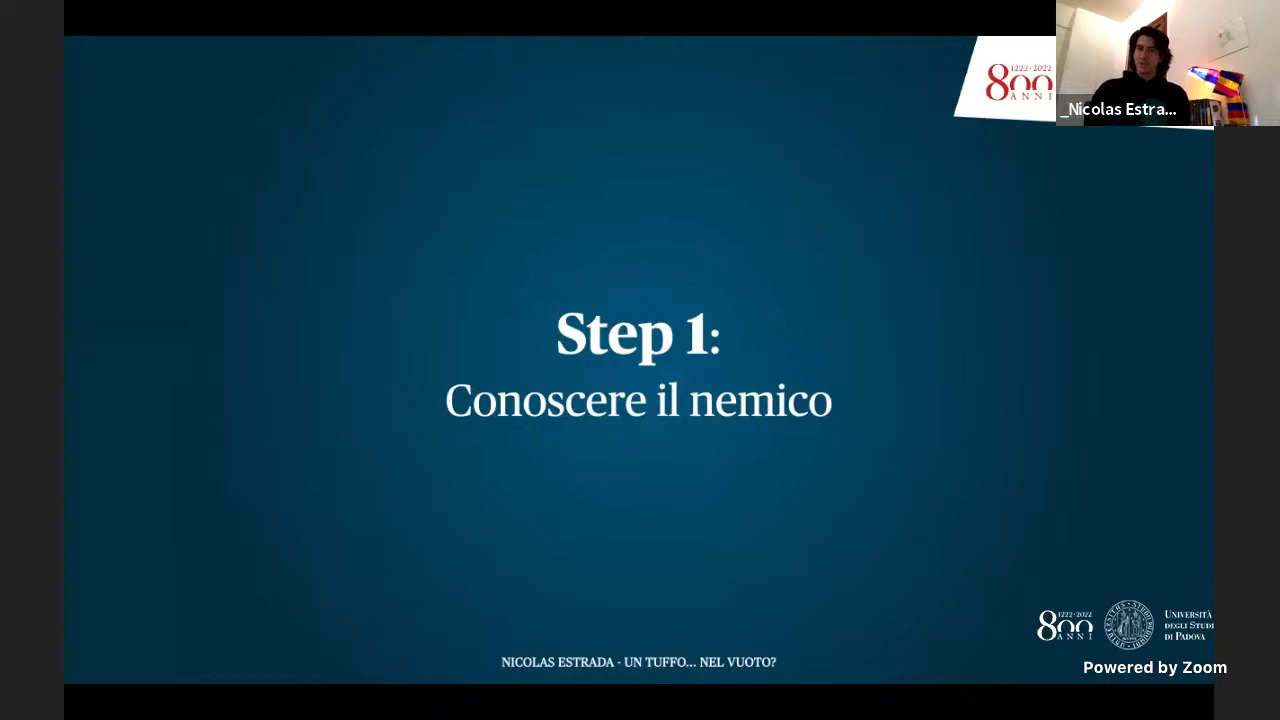 1222·2022
800
ANNI
_Nicolas Estra...
Step 1:
Conoscere il nemico
1222·2022
800
ANNI
UNIVERSITÀ
DEGLI STUDI
DI PADOVA
NICOLAS ESTRADA - UN TUFFO... NEL VUOTO?
Powered by Zoom